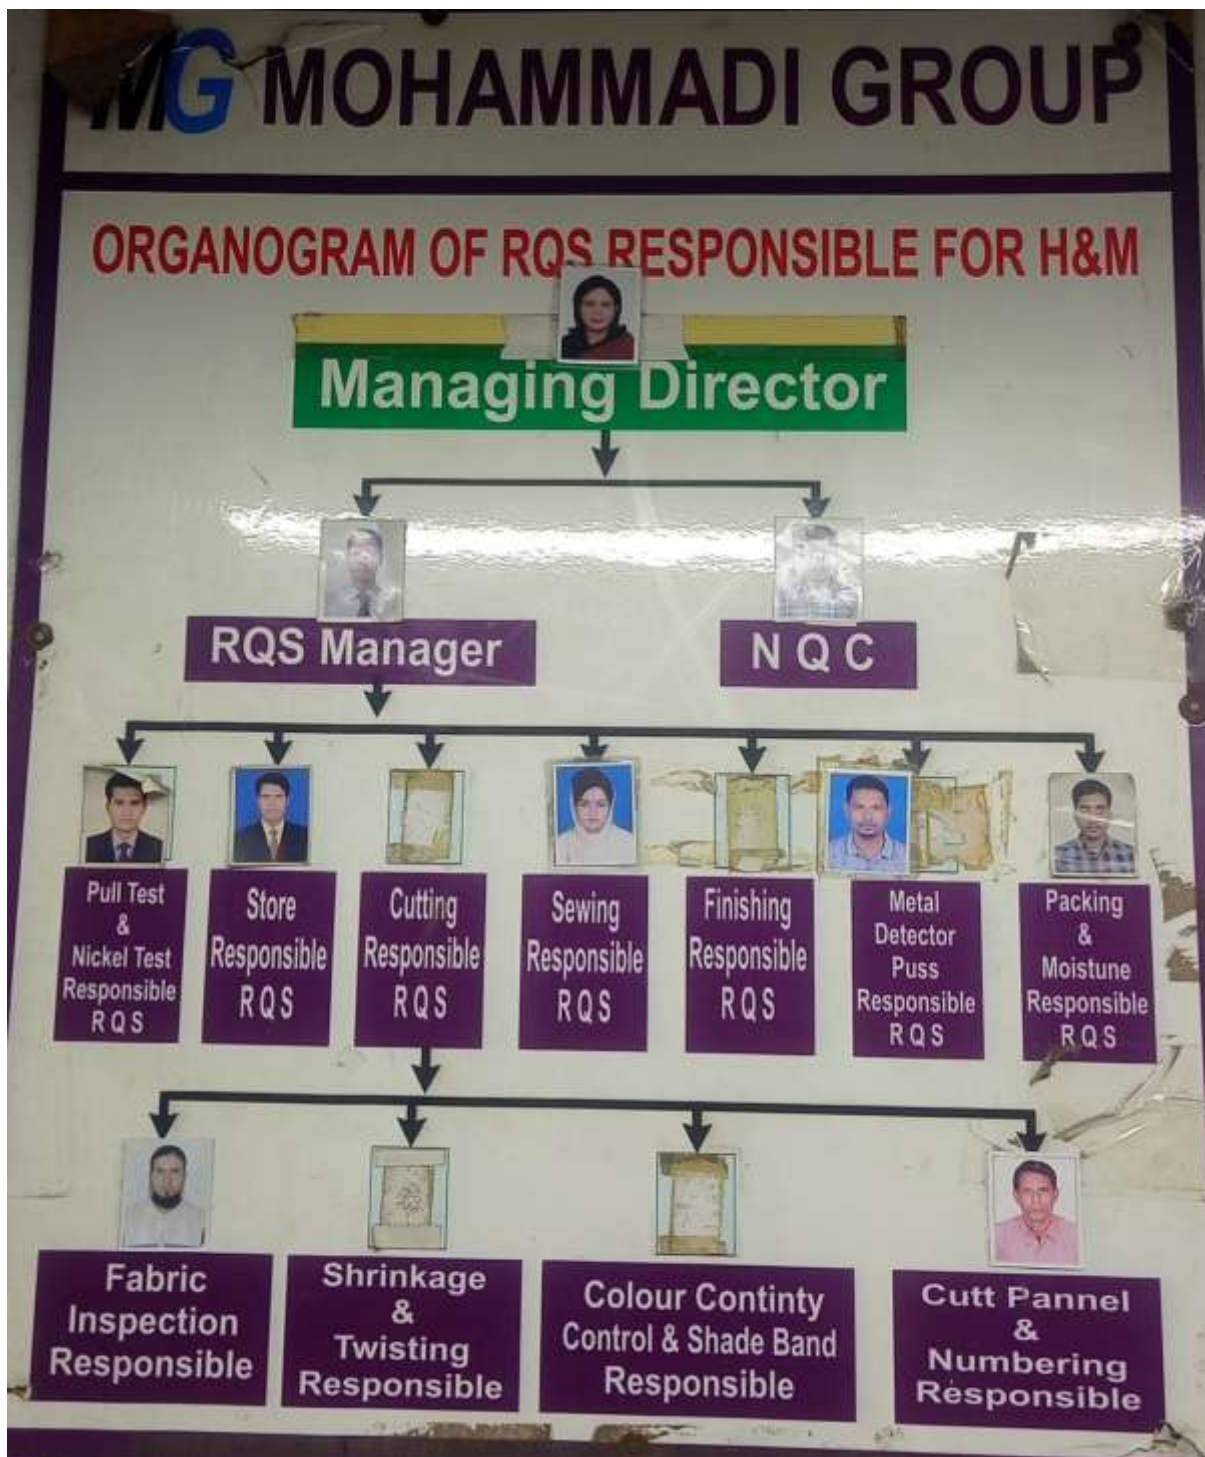 MG MOHAMMADI GROUP
ORGANOGRAM OF RQS RESPONSIBLE FOR H&M
Managing Director
RQS Manager
N Q C
Pull Test
&
Nickel Test
Responsible
R Q S
Store
Responsible
R Q S
Cutting
Responsible
R Q S
Sewing
Responsible
R Q S
Finishing
Responsible
R Q S
Metal
Detector
Puss
Responsible
R Q S
Packing
&
Moistune
Responsible
R Q S
Fabric
Inspection
Responsible
Shrinkage
&
Twisting
Responsible
Colour Continty
Control & Shade Band
Responsible
Cutt Pannel
&
Numbering
Responsible